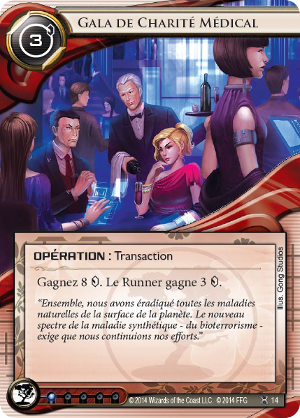 3
GALA DE CHARITÉ MÉDICAL
OPÉRATION : Transaction
Gagnez 8 . Le Runner gagne 3 .
"Ensemble, nous avons éradiqué toutes les maladies
naturelles de la surface de la planète. Le nouveau
spectre de la maladie synthétique - du bioterrorisme -
exige que nous continuions nos efforts."
Illus. Gong Studios
© 2014 Wizards of the Coast LLC. © 2014 FFG
14